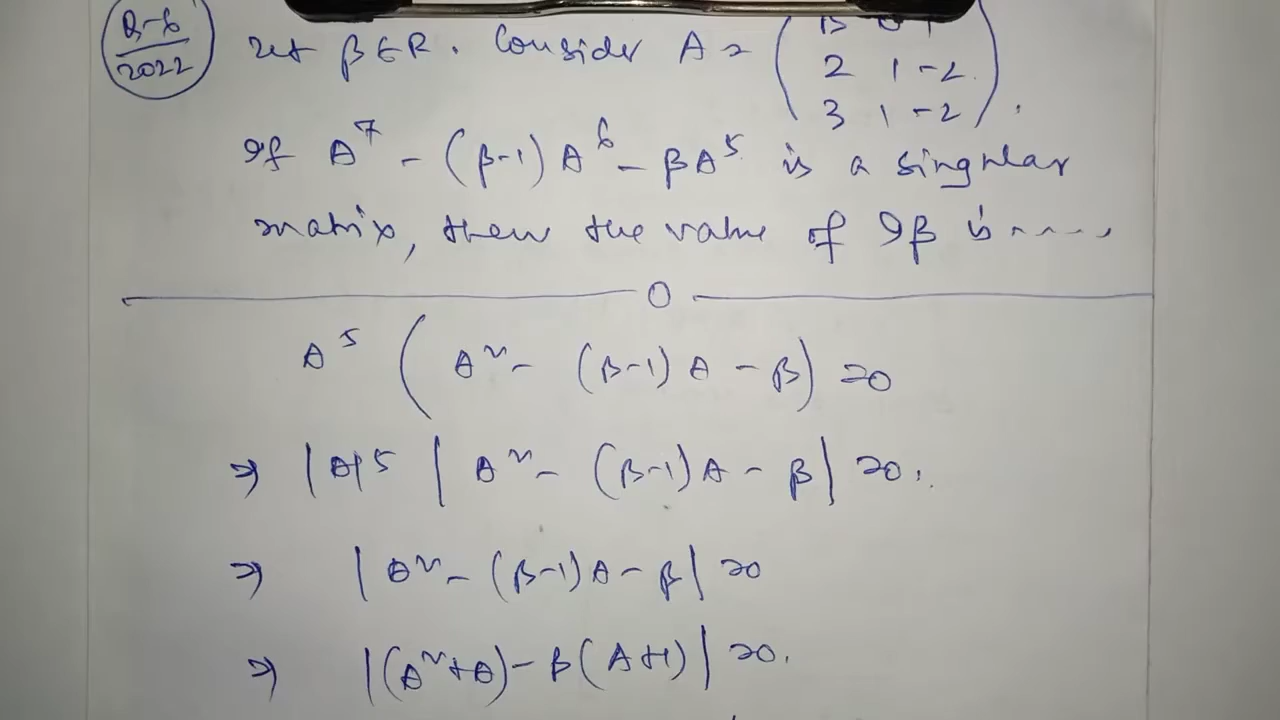 Q-6
2022
Let β∈R. Consider A = ( β 0 1
2 1 -2
3 1 -2 ).
If A⁷ - (β-1) A⁶ - βA⁵ is a singular
matrix, then the value of 9β is ....
0
A⁵ ( A² - (β-1) A - β ) = 0
⇒ |A|⁵ | A² - (β-1)A - β | = 0.
⇒ | A² - (β-1)A - β | = 0
⇒ |(A²+A) - β(A+1)| = 0.